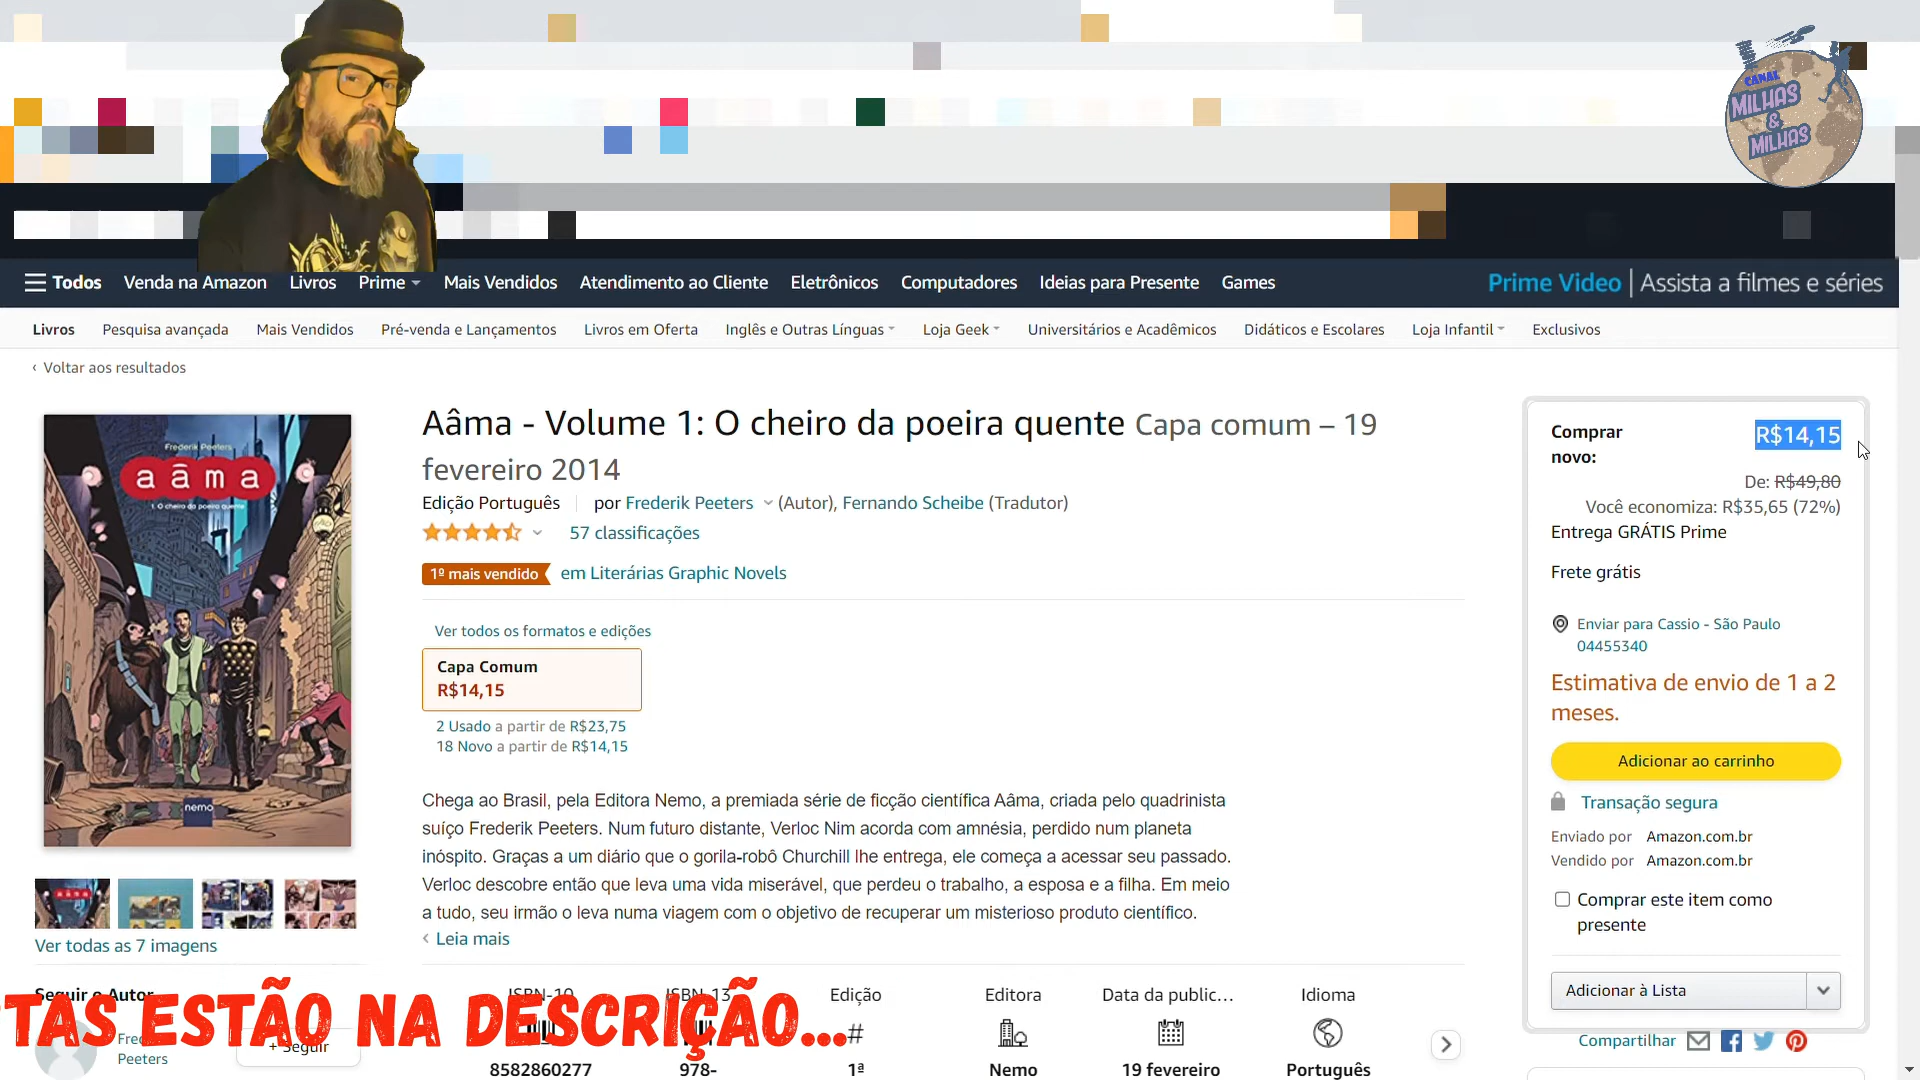 CANAL
MILHAS
&
MILHAS
Todos Venda na Amazon Livros Prime Mais Vendidos Atendimento ao Cliente Eletrônicos Computadores Ideias para Presente Games Prime Video | Assista a filmes e séries
Livros Pesquisa avançada Mais Vendidos Pré-venda e Lançamentos Livros em Oferta Inglês e Outras Línguas Loja Geek Universitários e Acadêmicos Didáticos e Escolares Loja Infantil Exclusivos
‹ Voltar aos resultados
Frederik Peeters
aâma
1. O cheiro da poeira quente
nemo
Ver todas as 7 imagens
Seguir o Autor
Peeters
+ Seguir
Aâma - Volume 1: O cheiro da poeira quente Capa comum – 19
fevereiro 2014
Edição Português por Frederik Peeters (Autor), Fernando Scheibe (Tradutor)
57 classificações
1º mais vendido em Literárias Graphic Novels
Ver todos os formatos e edições
Capa Comum
R$14,15
2 Usado a partir de R$23,75
18 Novo a partir de R$14,15
Chega ao Brasil, pela Editora Nemo, a premiada série de ficção científica Aâma, criada pelo quadrinista
suíço Frederik Peeters. Num futuro distante, Verloc Nim acorda com amnésia, perdido num planeta
inóspito. Graças a um diário que o gorila-robô Churchill lhe entrega, ele começa a acessar seu passado.
Verloc descobre então que leva uma vida miserável, que perdeu o trabalho, a esposa e a filha. Em meio
a tudo, seu irmão o leva numa viagem com o objetivo de recuperar um misterioso produto científico.
‹ Leia mais
ISBN-10 ISBN-13 Edição Editora Data da public... Idioma
#
8582860277 978- 1ª Nemo 19 fevereiro Português
TAS ESTÃO NA DESCRIÇÃO...
Comprar R$14,15
novo:
De: R$49,80
Você economiza: R$35,65 (72%)
Entrega GRÁTIS Prime
Frete grátis
Enviar para Cassio - São Paulo
04455340
Estimativa de envio de 1 a 2
meses.
Adicionar ao carrinho
Transação segura
Enviado por Amazon.com.br
Vendido por Amazon.com.br
Comprar este item como
presente
Adicionar à Lista
Compartilhar